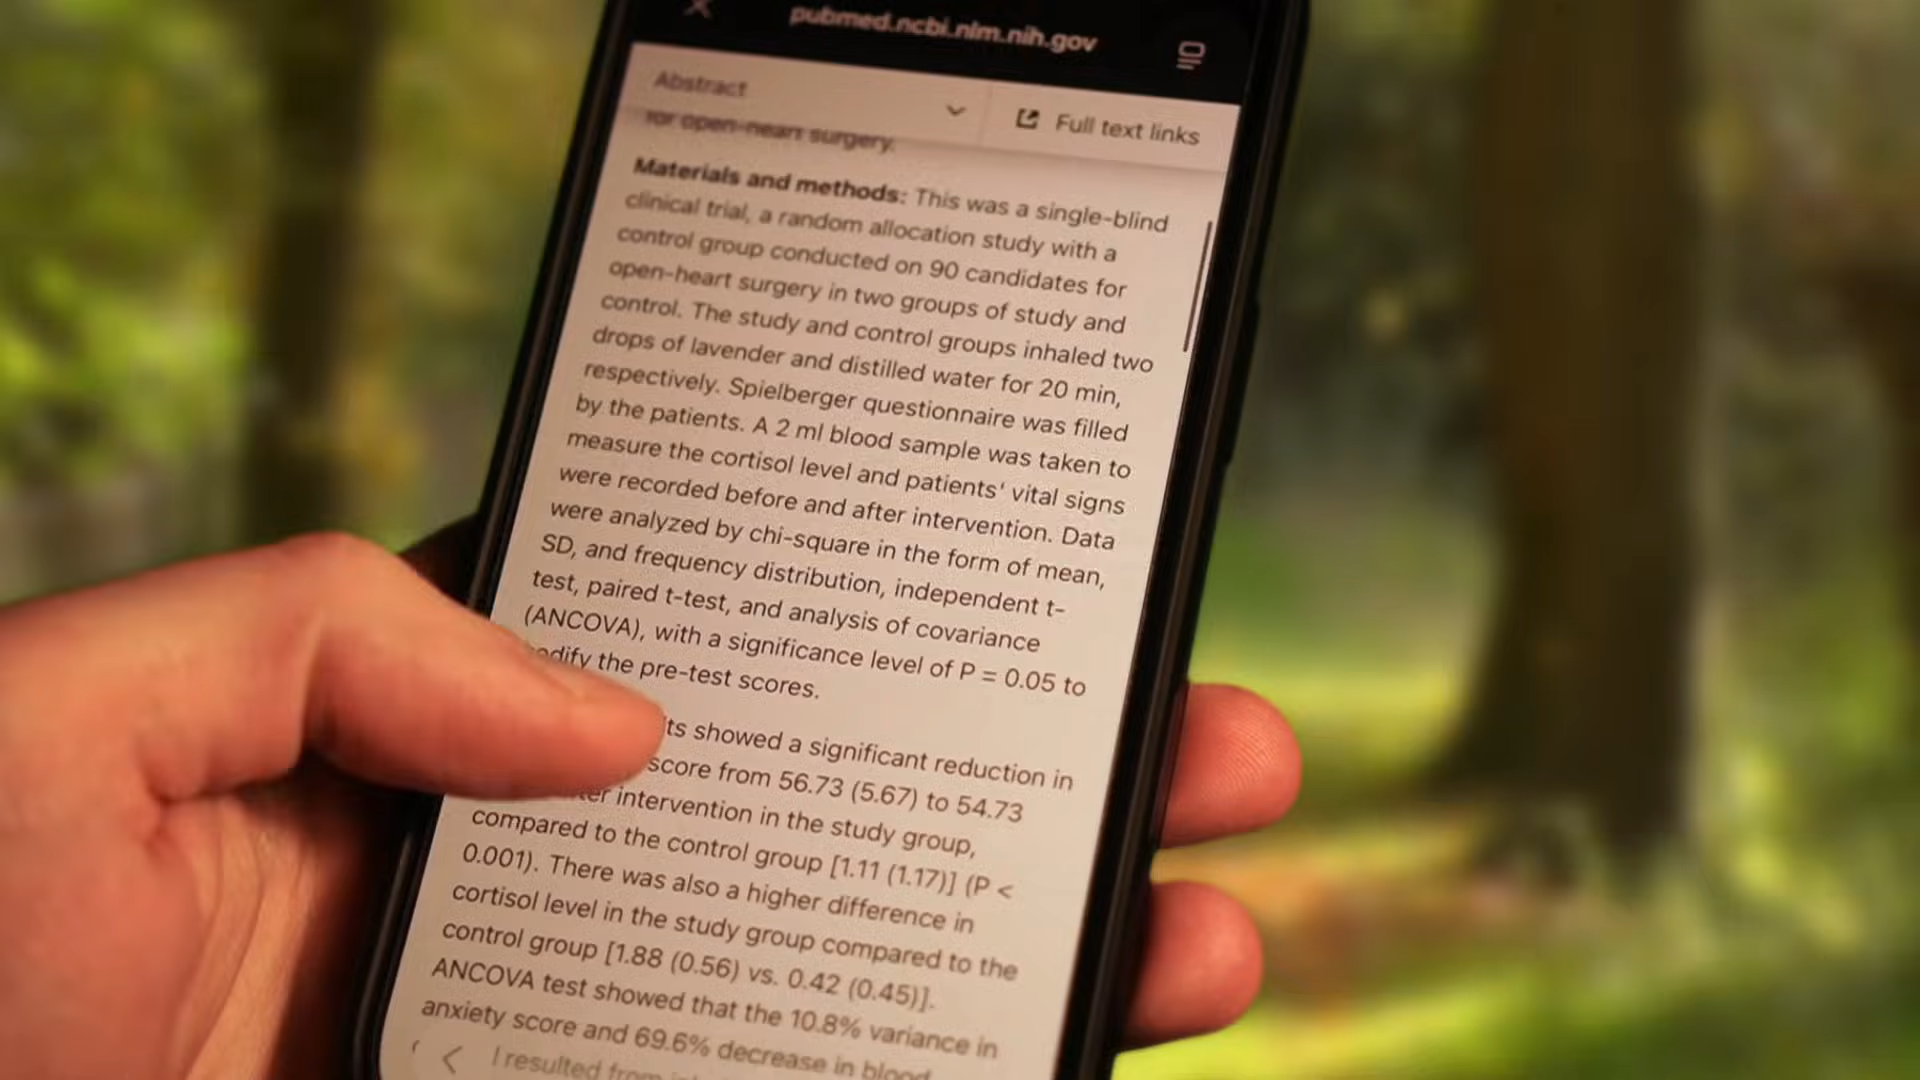 pubmed.ncbi.nlm.nih.gov
Abstract
Full text links
for open-heart surgery.
Materials and methods: This was a single-blind
clinical trial, a random allocation study with a
control group conducted on 90 candidates for
open-heart surgery in two groups of study and
control. The study and control groups inhaled two
drops of lavender and distilled water for 20 min,
respectively. Spielberger questionnaire was filled
by the patients. A 2 ml blood sample was taken to
measure the cortisol level and patients' vital signs
were recorded before and after intervention. Data
were analyzed by chi-square in the form of mean,
SD, and frequency distribution, independent t-
test, paired t-test, and analysis of covariance
(ANCOVA), with a significance level of P = 0.05 to
the pre-test scores.
showed a significant reduction in
score from 56.73 (5.67) to 54.73
intervention in the study group,
compared to the control group [1.11 (1.17)] (P <
0.001). There was also a higher difference in
cortisol level in the study group compared to the
control group [1.88 (0.56) vs. 0.42 (0.45)].
ANCOVA test showed that the 10.8% variance in
anxiety score and 69.6% decrease in blood
resulted from